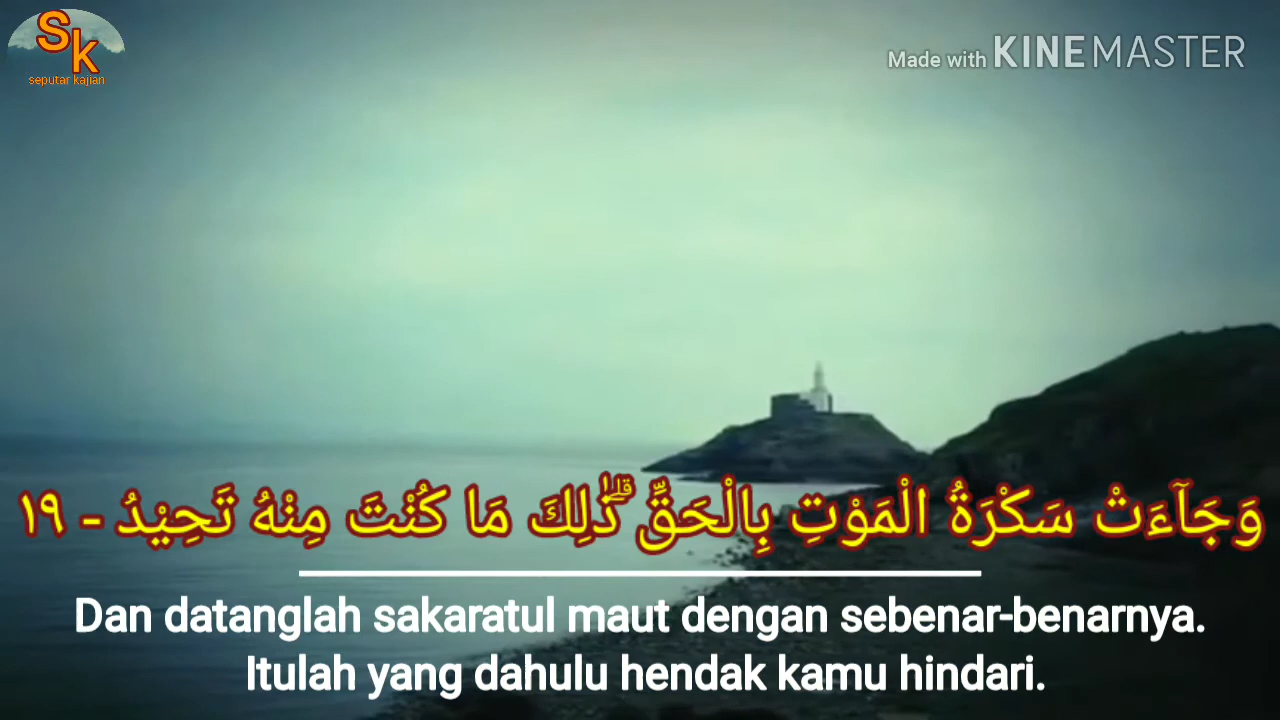 SK
seputar kajian
Made with KINEMASTER
وَجَآءَتْ سَكْرَةُ الْمَوْتِ بِالْحَقِّ ۗذٰلِكَ مَا كُنْتَ مِنْهُ تَحِيْدُ - ١٩
Dan datanglah sakaratul maut dengan sebenar-benarnya.
Itulah yang dahulu hendak kamu hindari.